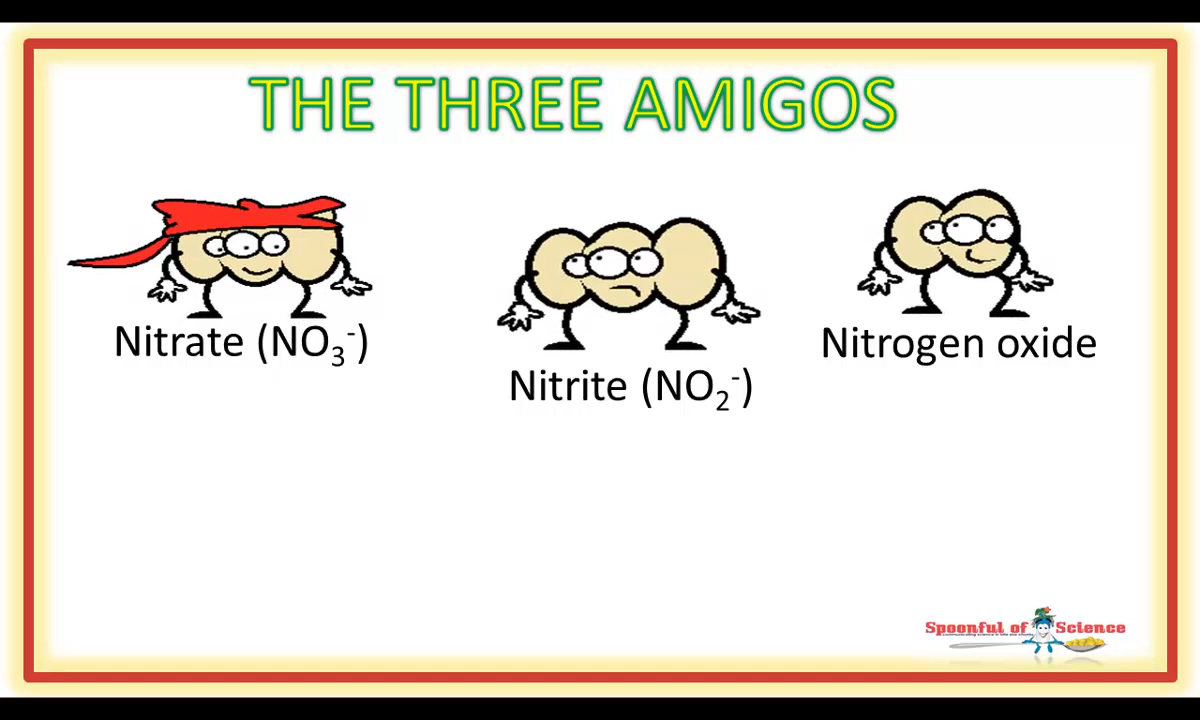 THE THREE AMIGOS
Nitrate (NO₃⁻)
Nitrite (NO₂⁻)
Nitrogen oxide
Spoonful of Science